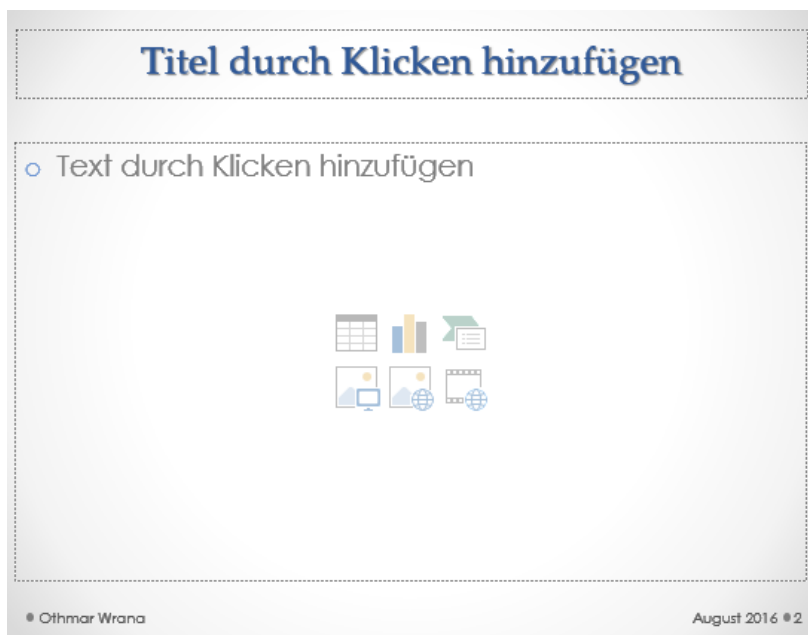 Titel durch Klicken hinzufügen
Text durch Klicken hinzufügen
Othmar Wrana
August 2016 2